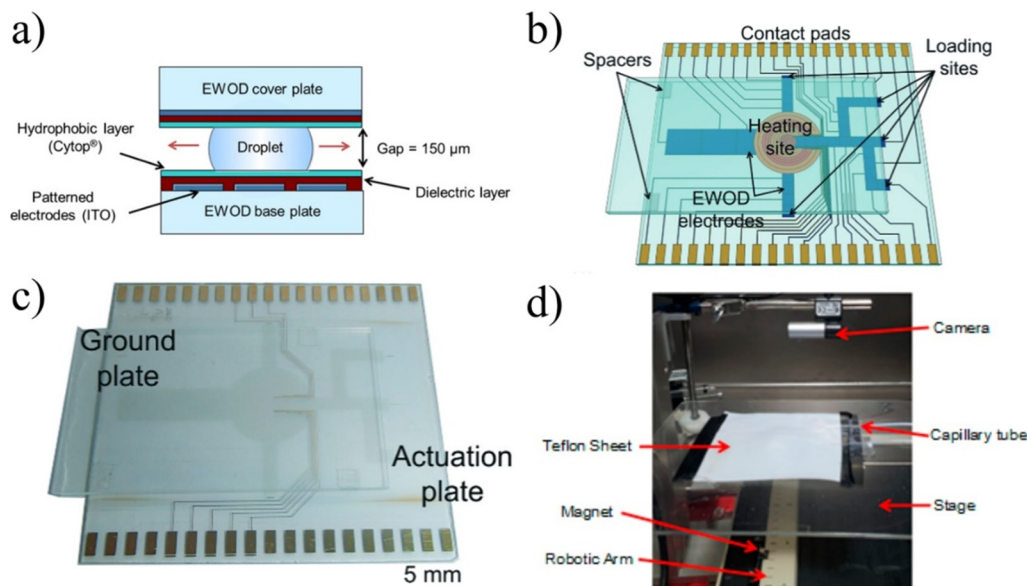 a)
EWOD cover plate
Hydrophobic layer
(Cytop®)
Droplet
Gap = 150 µm
Patterned
electrodes (ITO)
Dielectric layer
EWOD base plate
b)
Contact pads
Spacers
Loading
sites
Heating
site
EWOD
electrodes
c)
Ground
plate
Actuation
plate
5 mm
d)
Camera
Teflon Sheet
Capillary tube
Magnet
Stage
Robotic Arm